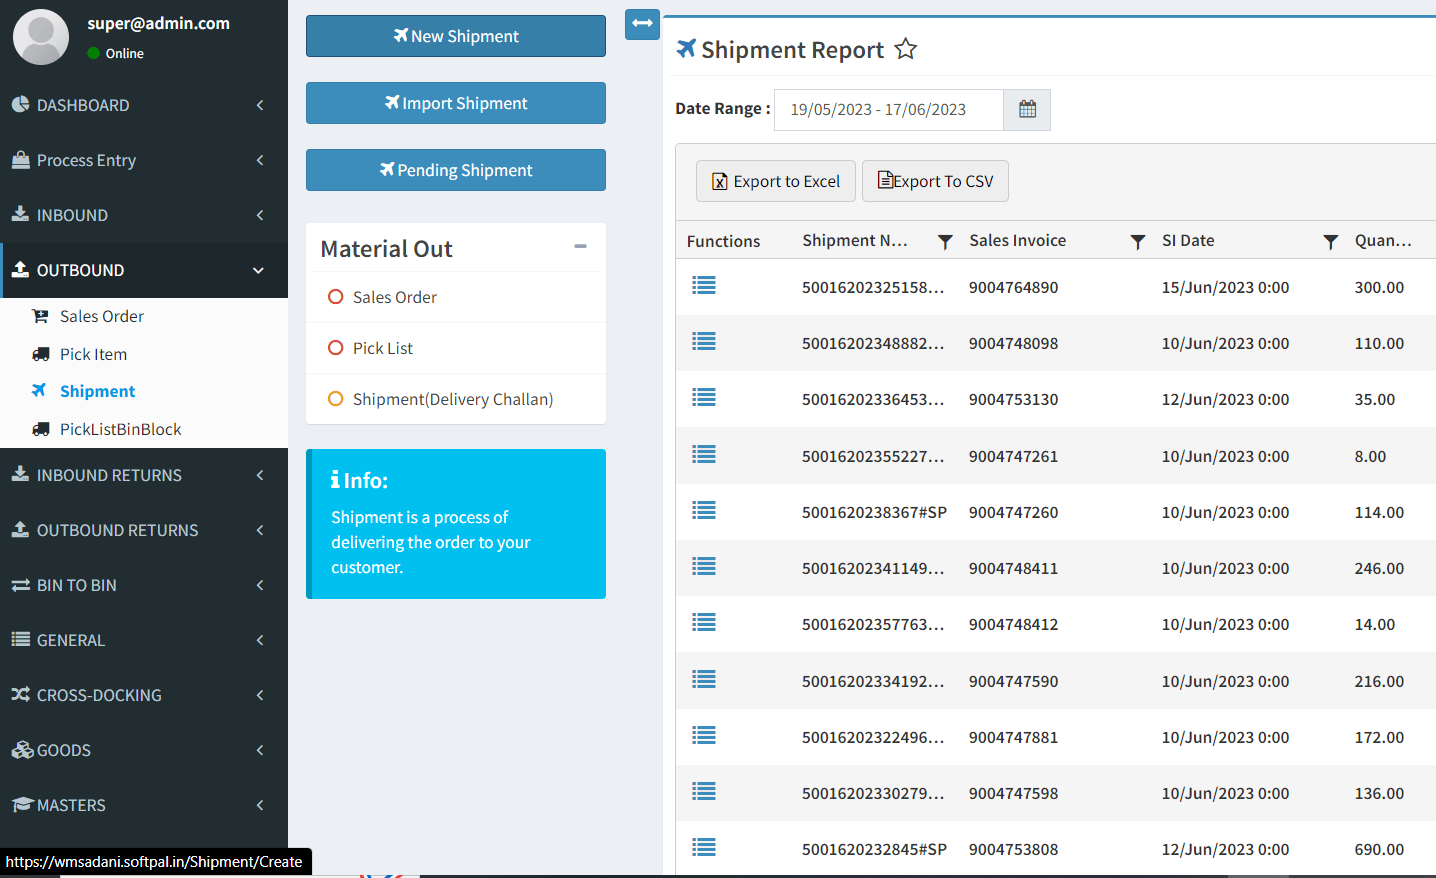 super@admin.com
Online
DASHBOARD
Process Entry
INBOUND
OUTBOUND
Sales Order
Pick Item
Shipment
PickListBinBlock
INBOUND RETURNS
OUTBOUND RETURNS
BIN TO BIN
GENERAL
CROSS-DOCKING
GOODS
MASTERS
https://wmsadani.softpal.in/Shipment/Create
New Shipment
Import Shipment
Pending Shipment
Material Out
Sales Order
Pick List
Shipment(Delivery Challan)
Info:
Shipment is a process of
delivering the order to your
customer.
Shipment Report
Date Range : 19/05/2023 - 17/06/2023
Export to Excel Export To CSV
Functions Shipment N... Sales Invoice SI Date Quan...
50016202325158... 9004764890 15/Jun/2023 0:00 300.00
50016202348882... 9004748098 10/Jun/2023 0:00 110.00
50016202336453... 9004753130 12/Jun/2023 0:00 35.00
50016202355227... 9004747261 10/Jun/2023 0:00 8.00
5001620238367#SP 9004747260 10/Jun/2023 0:00 114.00
50016202341149... 9004748411 10/Jun/2023 0:00 246.00
50016202357763... 9004748412 10/Jun/2023 0:00 14.00
50016202334192... 9004747590 10/Jun/2023 0:00 216.00
50016202322496... 9004747881 10/Jun/2023 0:00 172.00
50016202330279... 9004747598 10/Jun/2023 0:00 136.00
5001620232845#SP 9004753808 12/Jun/2023 0:00 690.00